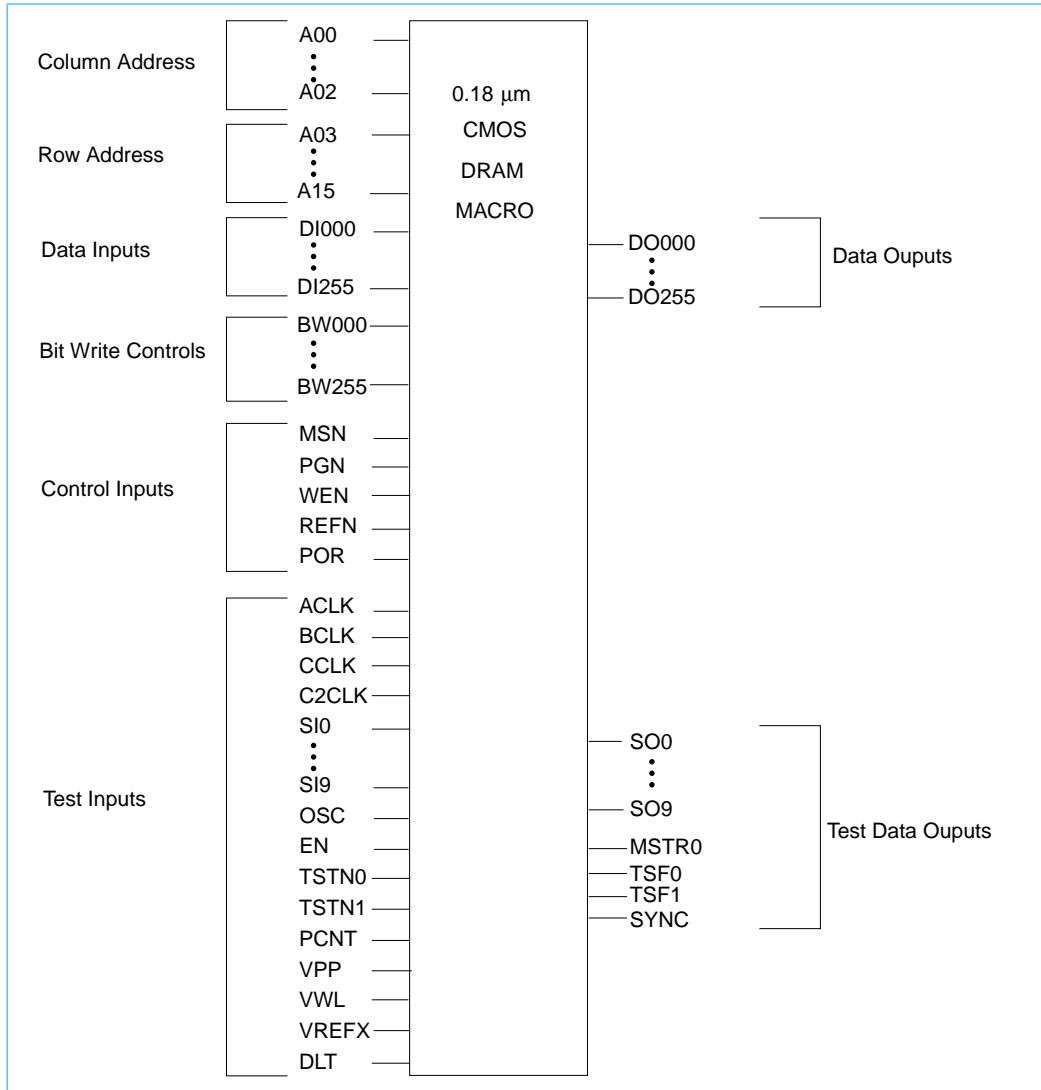 Column Address
A00
A02
Row Address
A03
A15
Data Inputs
DI000
DI255
Bit Write Controls
BW000
BW255
Control Inputs
MSN
PGN
WEN
REFN
POR
Test Inputs
ACLK
BCLK
CCLK
C2CLK
SI0
SI9
OSC
EN
TSTN0
TSTN1
PCNT
VPP
VWL
VREFX
DLT
0.18 µm
CMOS
DRAM
MACRO
DO000
DO255
Data Ouputs
SO0
SO9
MSTR0
TSF0
TSF1
SYNC
Test Data Ouputs